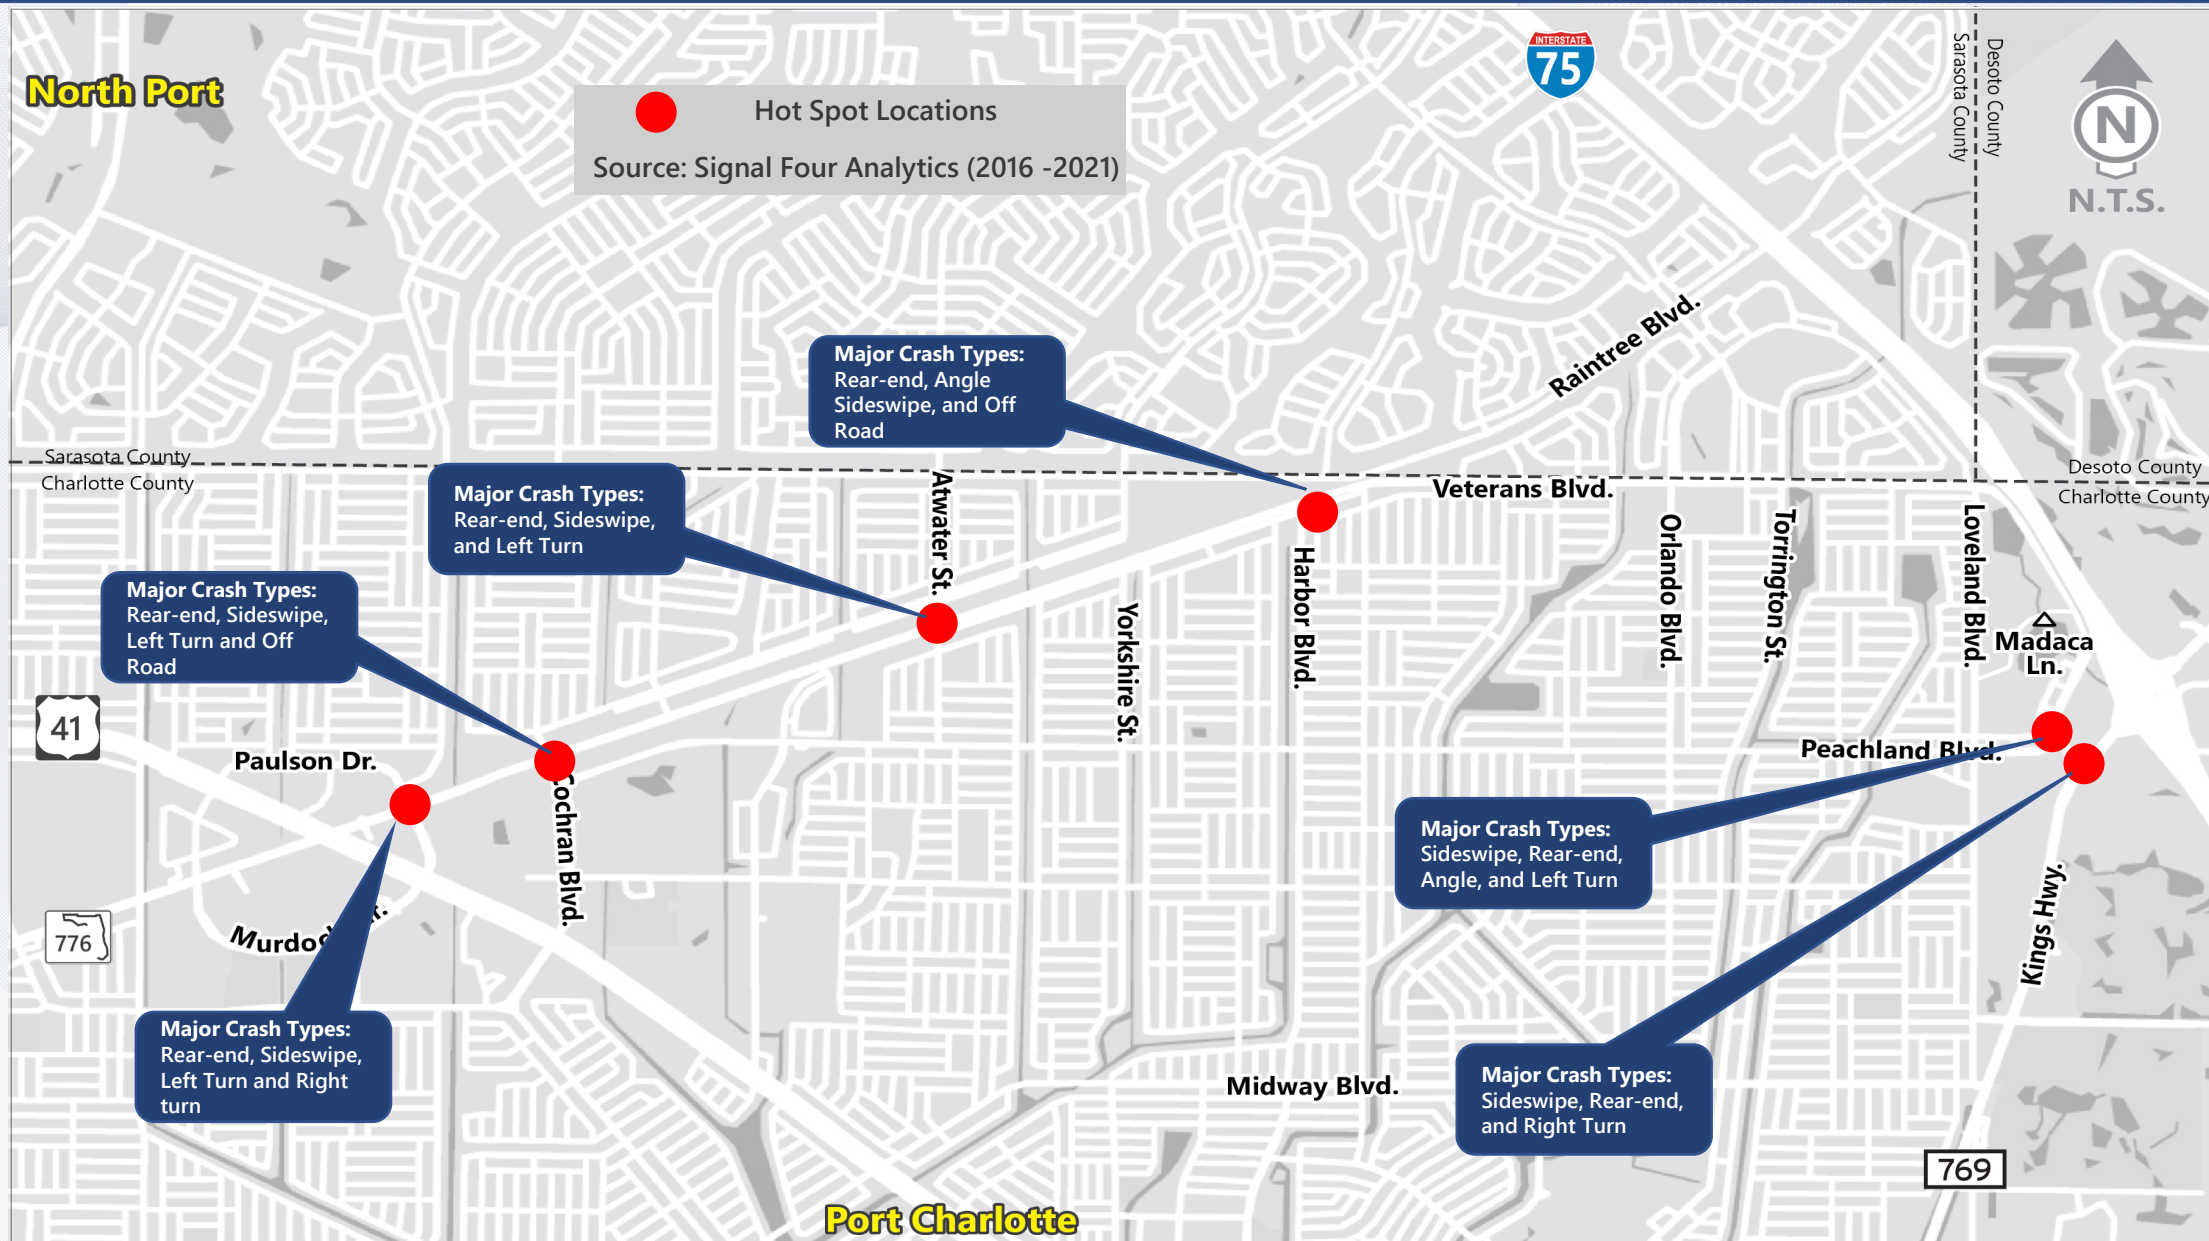 INTERSTATE
75
Sarasota County
Desoto County
North Port
N
N.T.S.
Hot Spot Locations
Source: Signal Four Analytics (2016 -2021)
Raintree Blvd.
Major Crash Types:
Rear-end, Angle
Sideswipe, and Off
Road
Sarasota County
Charlotte County
Desoto County
Charlotte County
Major Crash Types:
Rear-end, Sideswipe,
and Left Turn
Atwater St.
Veterans Blvd.
Harbor Blvd.
Orlando Blvd.
Torrington St.
Loveland Blvd.
Yorkshire St.
Madaca
Ln.
Major Crash Types:
Rear-end, Sideswipe,
Left Turn and Off
Road
41
Paulson Dr.
Cochran Blvd.
Peachland Blvd.
Major Crash Types:
Sideswipe, Rear-end,
Angle, and Left Turn
Kings Hwy.
776
Major Crash Types:
Rear-end, Sideswipe,
Left Turn and Right
turn
Midway Blvd.
Major Crash Types:
Sideswipe, Rear-end,
and Right Turn
769
Port Charlotte